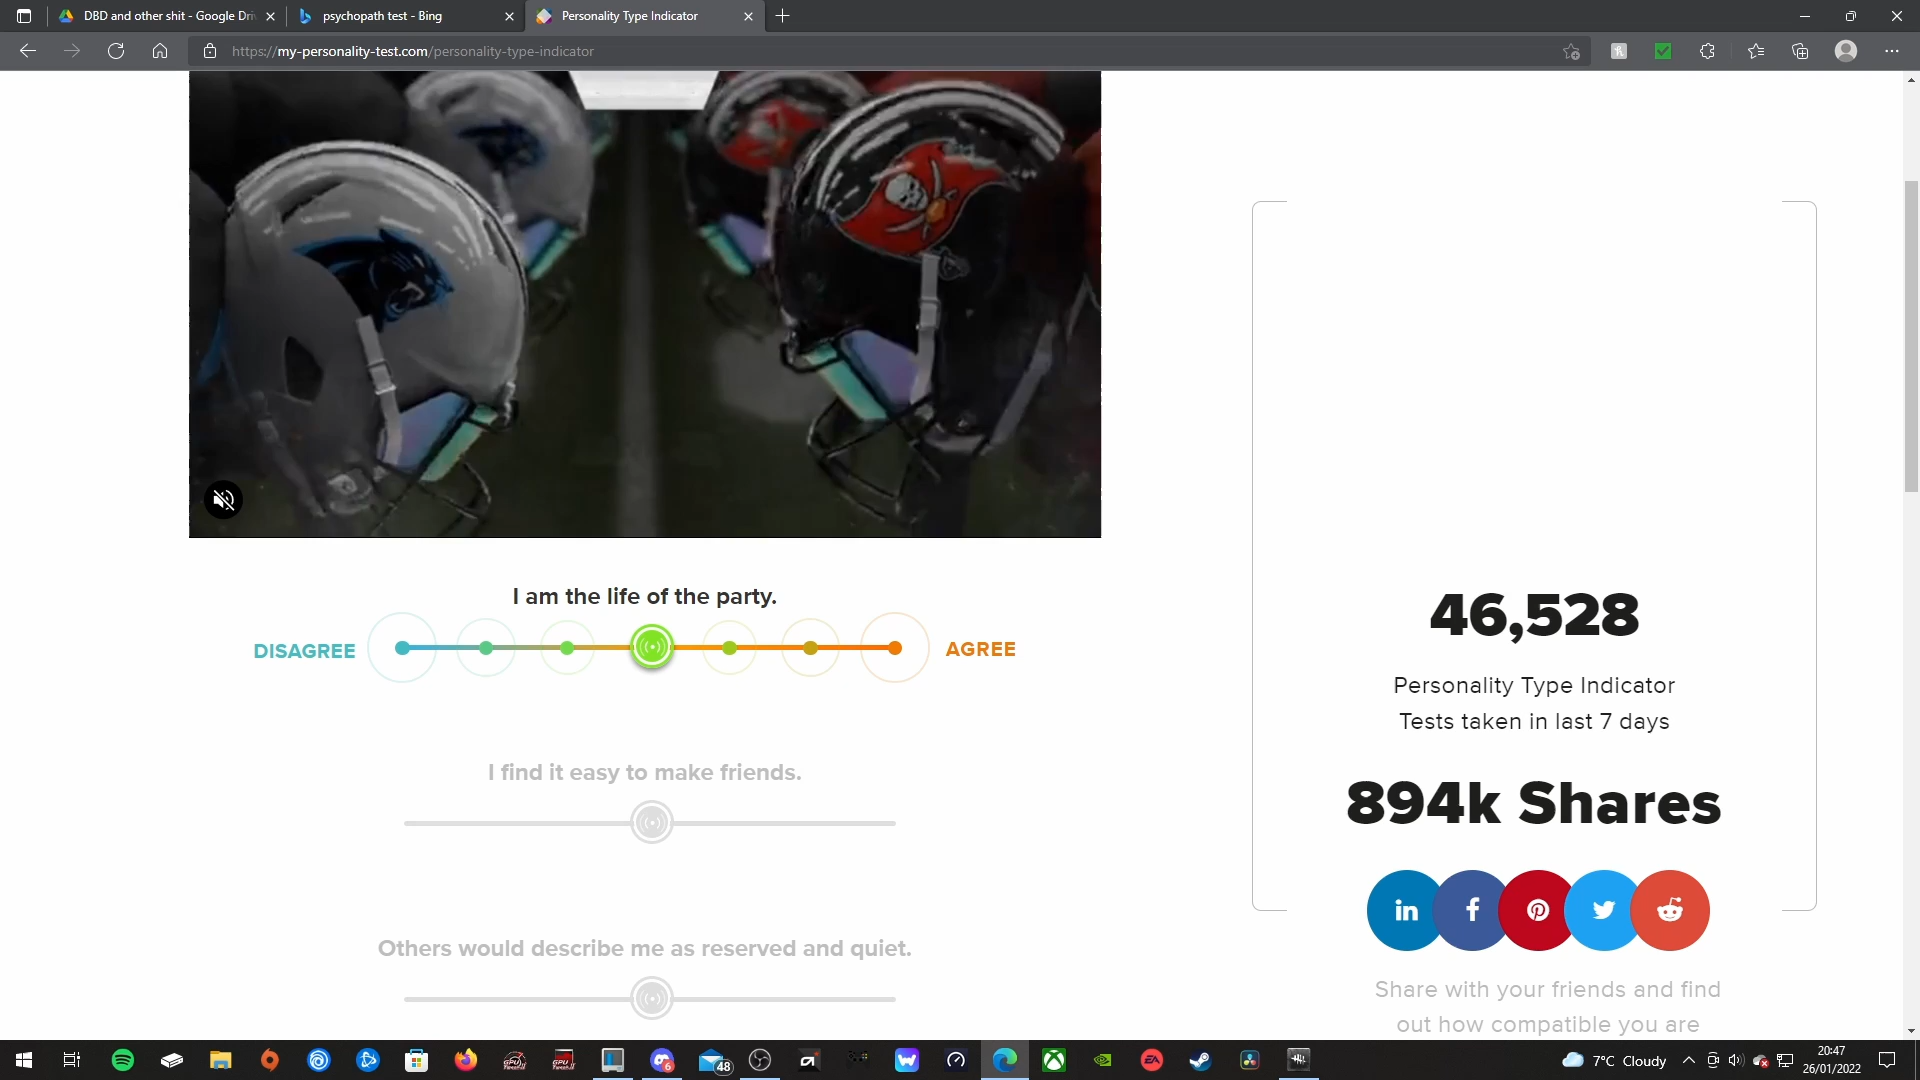 DBD and other shit - Google Dri
psychopath test - Bing
Personality Type Indicator
https://my-personality-test.com/personality-type-indicator
I am the life of the party.
DISAGREE
AGREE
I find it easy to make friends.
Others would describe me as reserved and quiet.
46,528
Personality Type Indicator
Tests taken in last 7 days
894k Shares
in
Share with your friends and find
out how compatible you are
6
48
EA
7°C Cloudy
20:47
26/01/2022